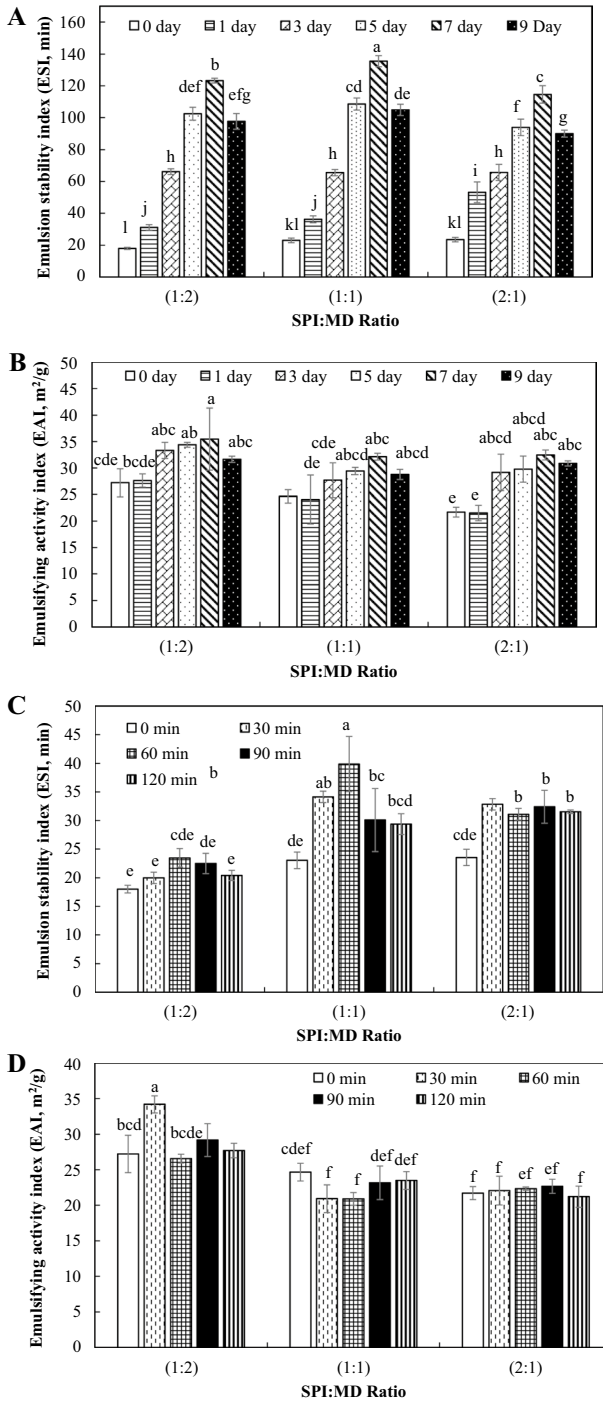 A
0 day 1 day 3 day 5 day 7 day 9 Day
Emulsion stability index (ESI, min)
160
140
120
100
80
60
40
20
0
l j h def b efg
kl j h cd a de
kl i h f c g
(1:2) (1:1) (2:1)
SPI:MD Ratio
B
0 day 1 day 3 day 5 day 7 day 9 day
Emulsifying activity index (EAI, m²/g)
50
45
40
35
30
25
20
15
10
5
0
cde bcde abc ab a abc
de cde abcd abc abcd
e e abcd abcd abc abc
(1:2) (1:1) (2:1)
SPI:MD Ratio
C
0 min 30 min
60 min 90 min
120 min b
Emulsion stability index (ESI, min)
50
45
40
35
30
25
20
15
10
5
0
e e cde de e
de ab a bc bcd
cde b b b
(1:2) (1:1) (2:1)
SPI:MD Ratio
D
0 min 30 min 60 min
90 min 120 min
Emulsifying activity index (EAI, m²/g)
40
35
30
25
20
15
10
5
0
bcd a bcde
cdef f f def def
f f ef ef f
(1:2) (1:1) (2:1)
SPI:MD Ratio